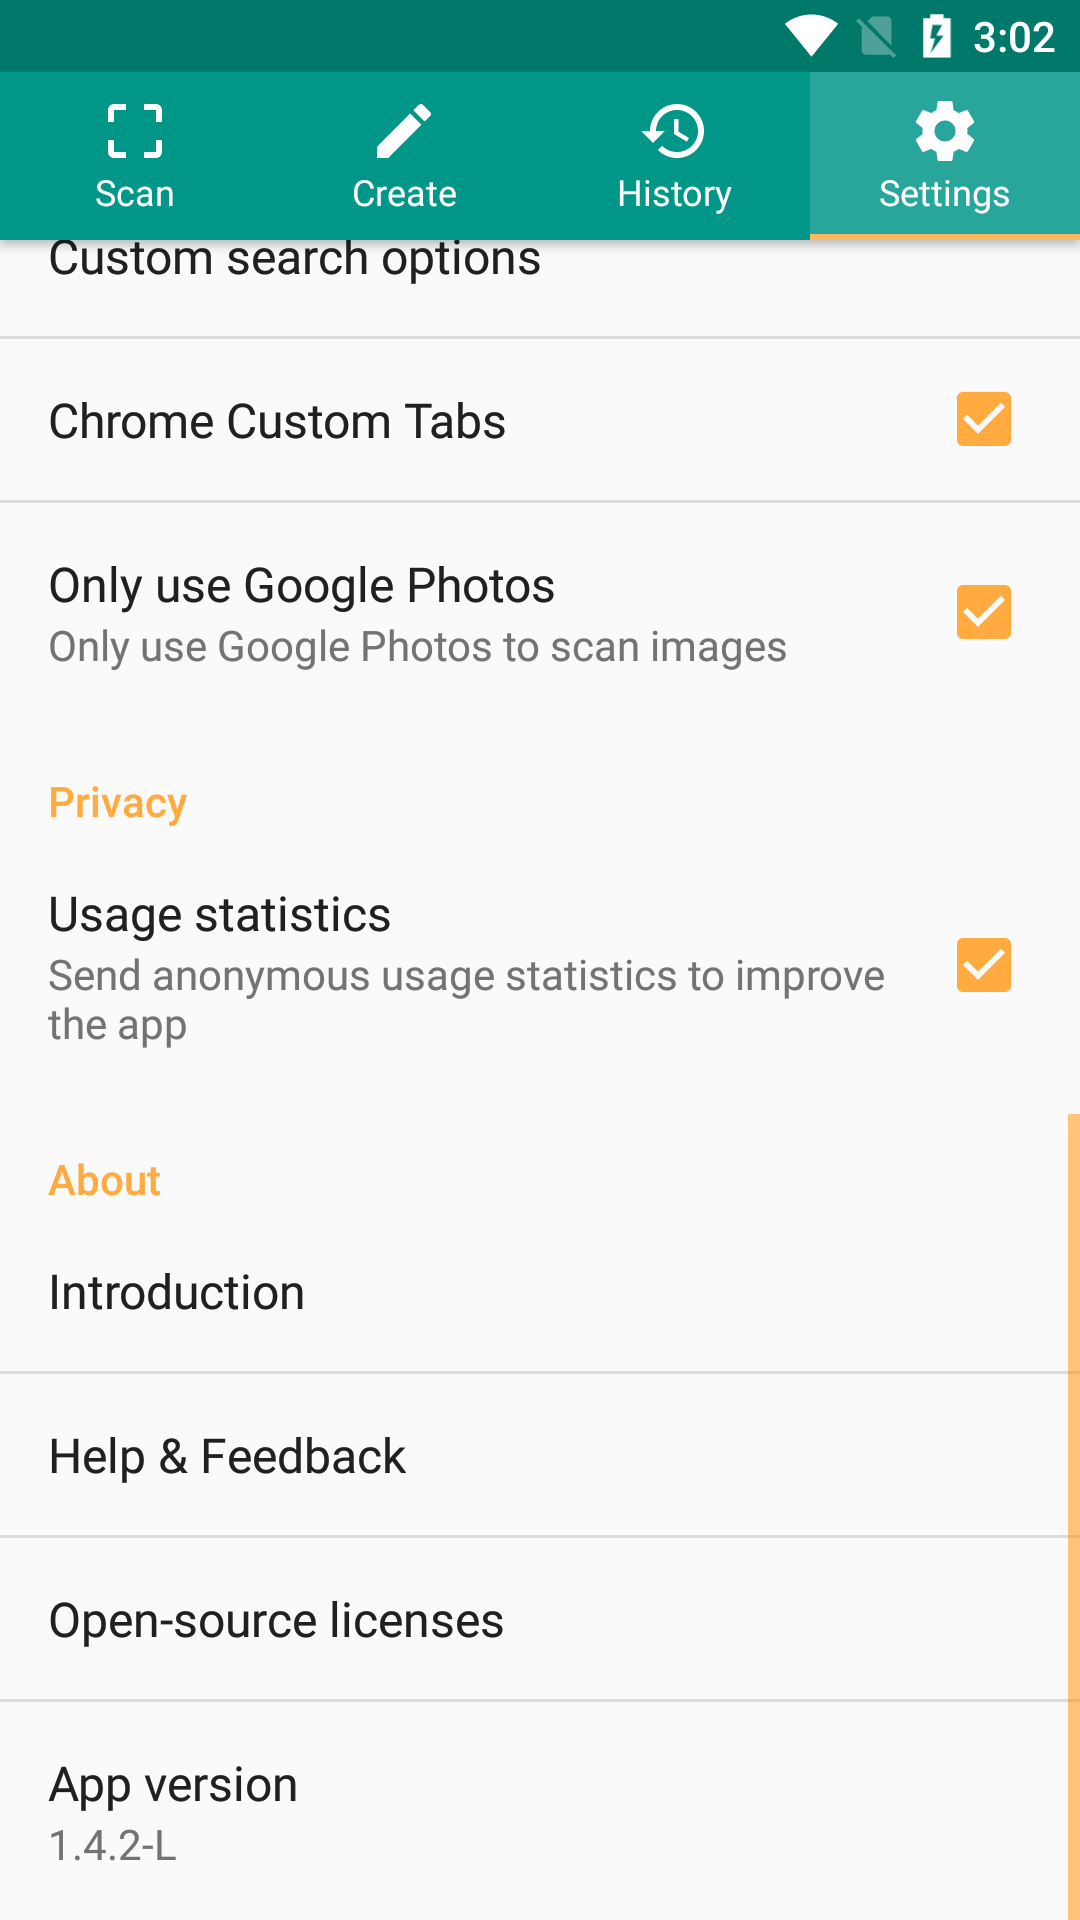 3:02
Scan
Create
History
Settings
Custom search options
Chrome Custom Tabs
Only use Google Photos
Only use Google Photos to scan images
Privacy
Usage statistics
Send anonymous usage statistics to improve
the app
About
Introduction
Help & Feedback
Open-source licenses
App version
1.4.2-L